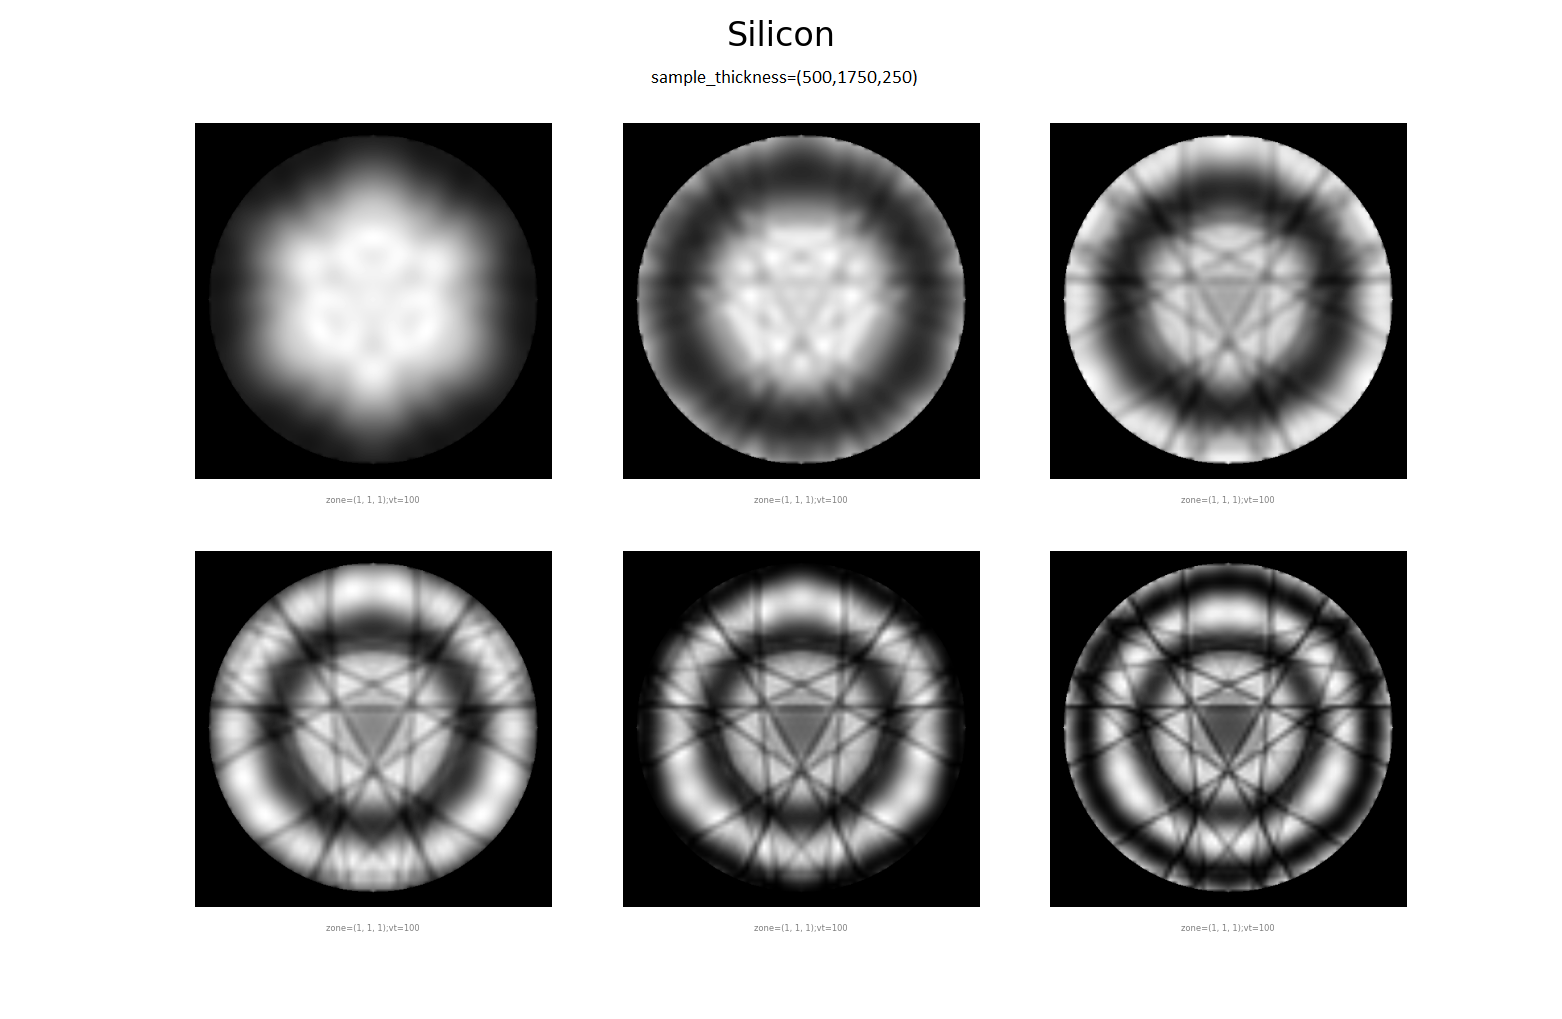 Silicon
sample_thickness=(500,1750,250)
zone=(1, 1, 1);vt=100
zone=(1, 1, 1);vt=100
zone=(1, 1, 1);vt=100
zone=(1, 1, 1);vt=100
zone=(1, 1, 1);vt=100
zone=(1, 1, 1);vt=100